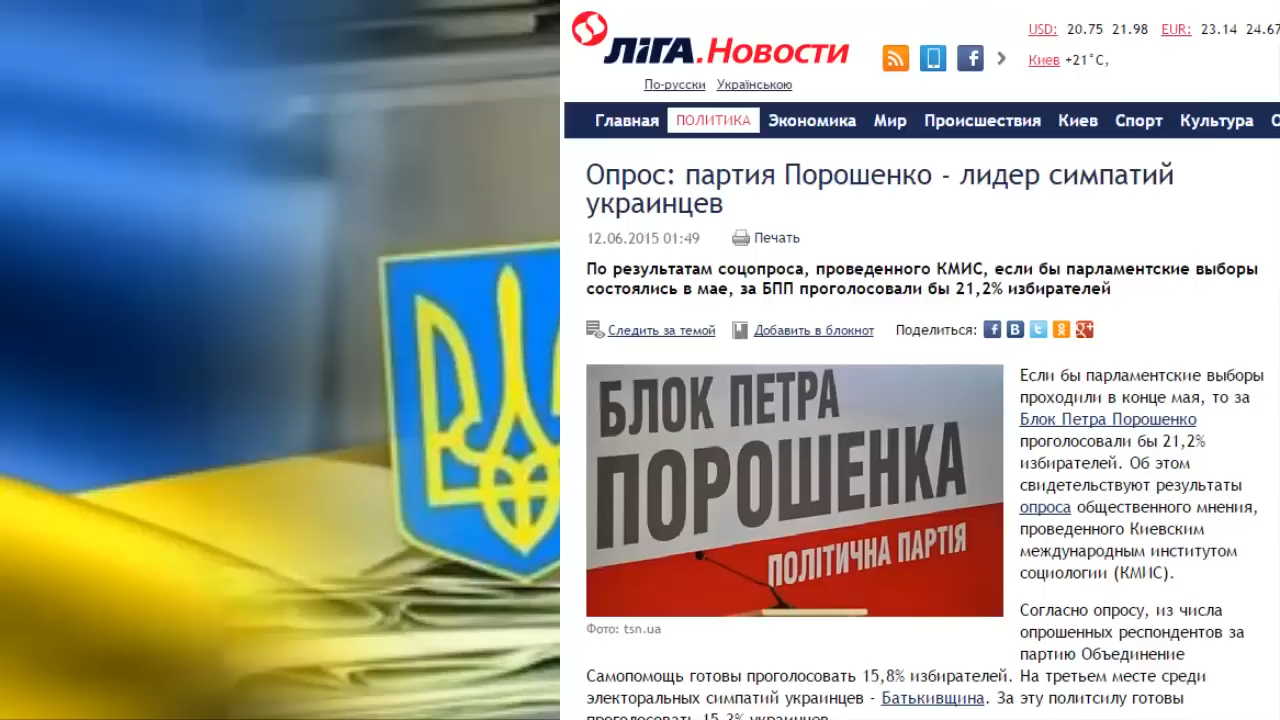 ЛIГА.Новости
По-русски Українською
USD: 20.75 21.98 EUR: 23.14 24.67
Киев +21°C,
Главная ПОЛИТИКА Экономика Мир Происшествия Киев Спорт Культура
Опрос: партия Порошенко - лидер симпатий
украинцев
12.06.2015 01:49 Печать
По результатам соцопроса, проведенного КМИС, если бы парламентские выборы
состоялись в мае, за БПП проголосовали бы 21,2% избирателей
Следить за темой Добавить в блокнот Поделиться:
БЛОК ПЕТРА
ПОРОШЕНКА
ПОЛІТИЧНА ПАРТІЯ
Фото: tsn.ua
Если бы парламентские выборы
проходили в конце мая, то за
Блок Петра Порошенко
проголосовали бы 21,2%
избирателей. Об этом
свидетельствуют результаты
опроса общественного мнения,
проведенного Киевским
международным институтом
социологии (КМИС).
Согласно опросу, из числа
опрошенных респондентов за
партию Объединение
Самопомощь готовы проголосовать 15,8% избирателей. На третьем месте среди
электоральных симпатий украинцев - Батькивщина. За эту политсилу готовы
проголосовать 15,2% украинцев